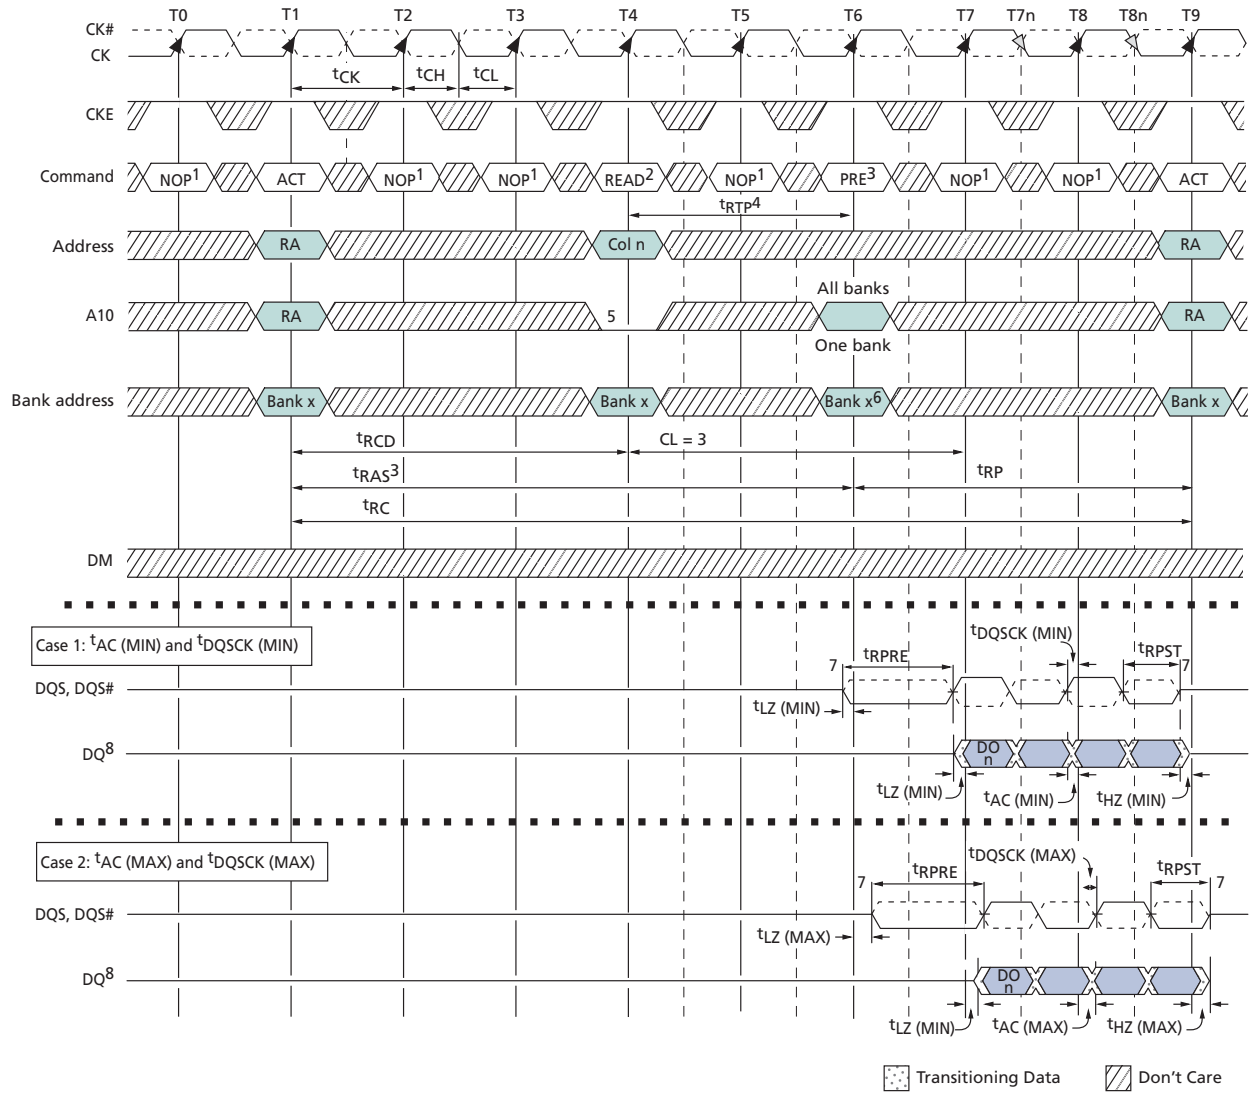 T0 T1 T2 T3 T4 T5 T6 T7 T7n T8 T8n T9
CK#
CK
tCK tCH tCL
CKE
Command NOP1 ACT NOP1 NOP1 READ2 NOP1 PRE3 NOP1 NOP1 ACT
tRTP4
Address RA Col n RA
All banks
A10 RA 5 RA
One bank
Bank address Bank x Bank x Bank x6 Bank x
tRCD CL = 3
tRAS3 tRP
tRC
DM
Case 1: tAC (MIN) and tDQSCK (MIN)
tDQSCK (MIN)
7 tRPRE tRPST 7
DQS, DQS#
tLZ (MIN)
DQ8 DO
n
tLZ (MIN) tAC (MIN) tHZ (MIN)
Case 2: tAC (MAX) and tDQSCK (MAX)
tDQSCK (MAX)
7 tRPRE tRPST 7
DQS, DQS#
tLZ (MAX)
DQ8 DO
n
tLZ (MIN) tAC (MAX) tHZ (MAX)
Transitioning Data Don't Care